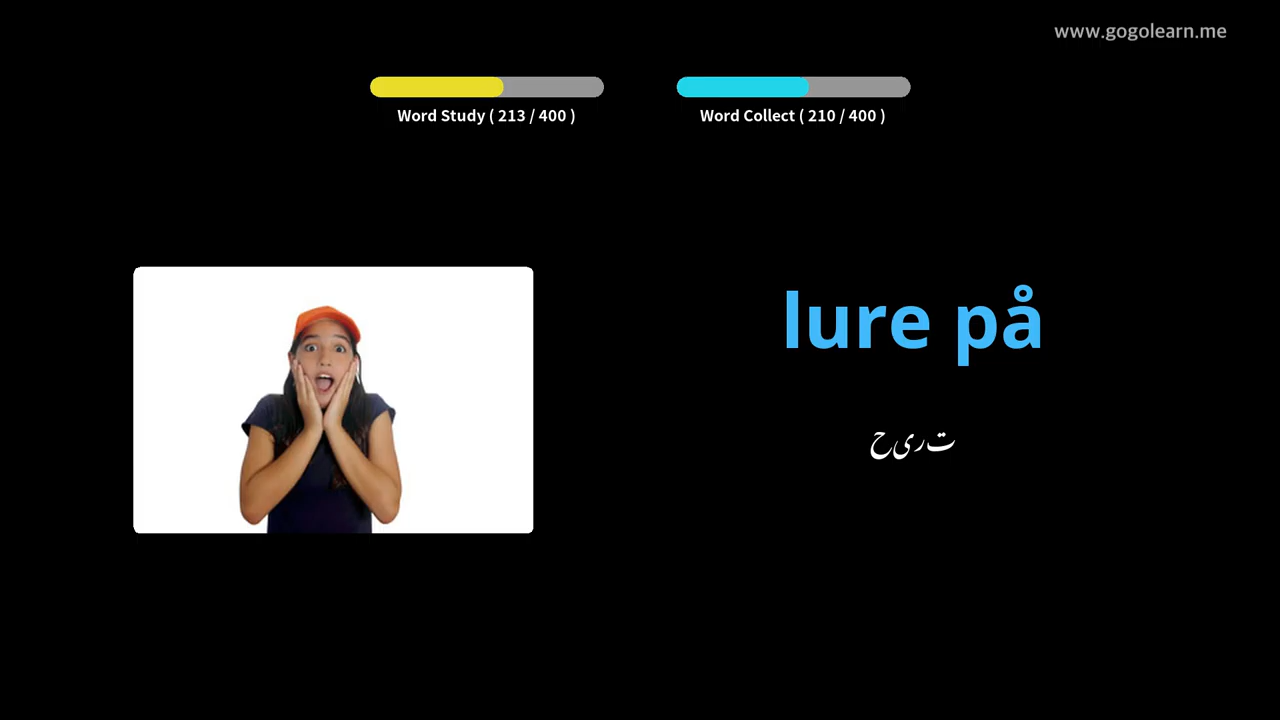 www.gogolearn.me
Word Study ( 213 / 400 )
Word Collect ( 210 / 400 )
lure på
حیرت